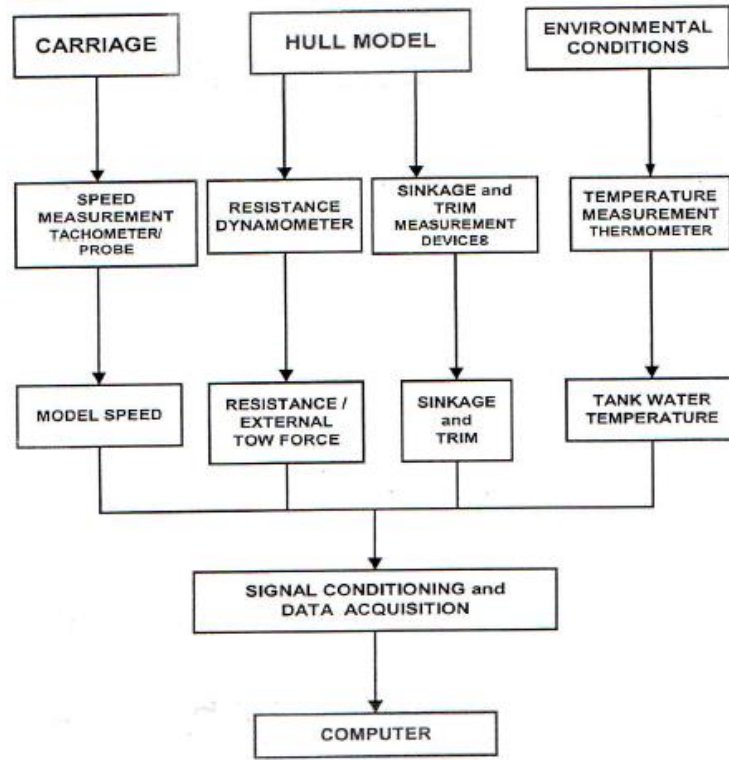 CARRIAGE
HULL MODEL
ENVIRONMENTAL
CONDITIONS
SPEED
MEASUREMENT
TACHOMETER/
PROBE
RESISTANCE
DYNAMOMETER
SINKAGE and
TRIM
MEASUREMENT
DEVICES
TEMPERATURE
MEASUREMENT
THERMOMETER
MODEL SPEED
RESISTANCE /
EXTERNAL
TOW FORCE
SINKAGE
and
TRIM
TANK WATER
TEMPERATURE
SIGNAL CONDITIONING and
DATA ACQUISITION
COMPUTER